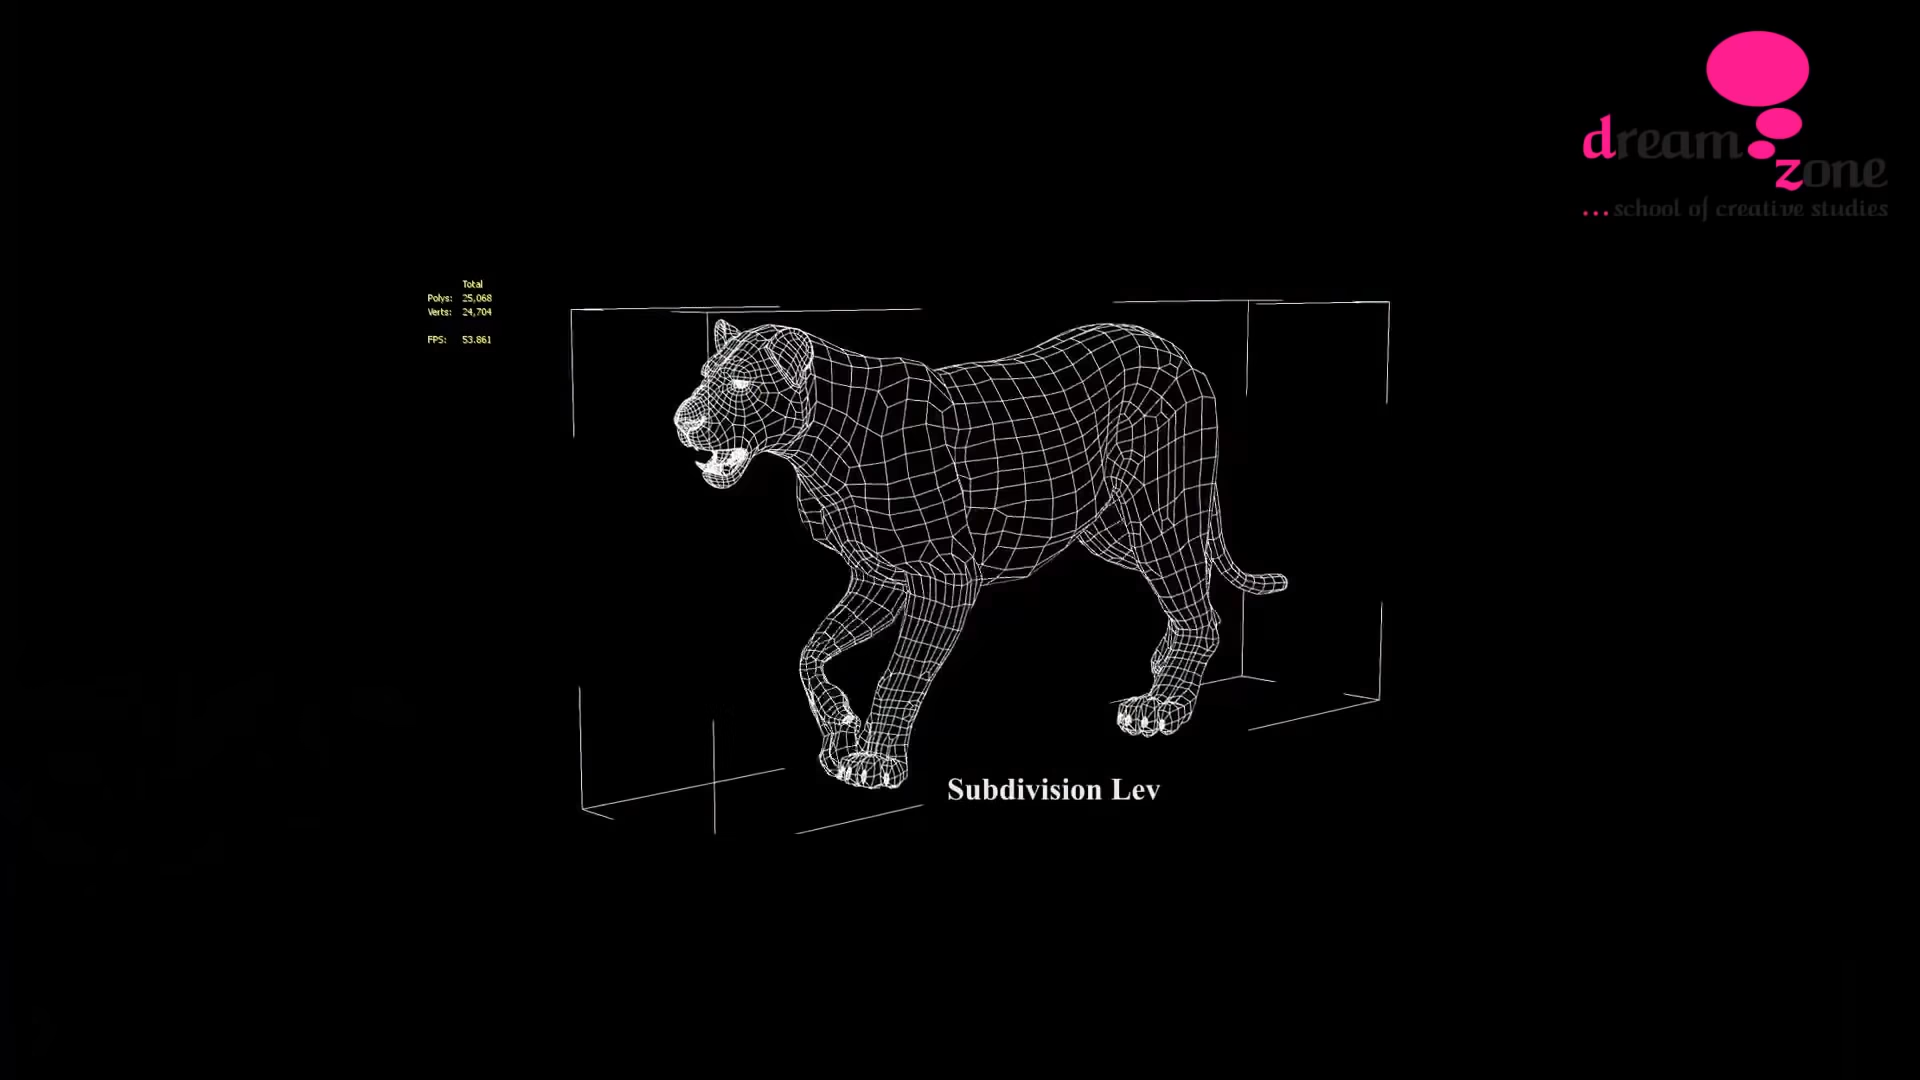 dream
zone
...school of creative studies
Total
Polys: 25,068
Verts: 24,704
FPS: 53.861
Subdivision Lev